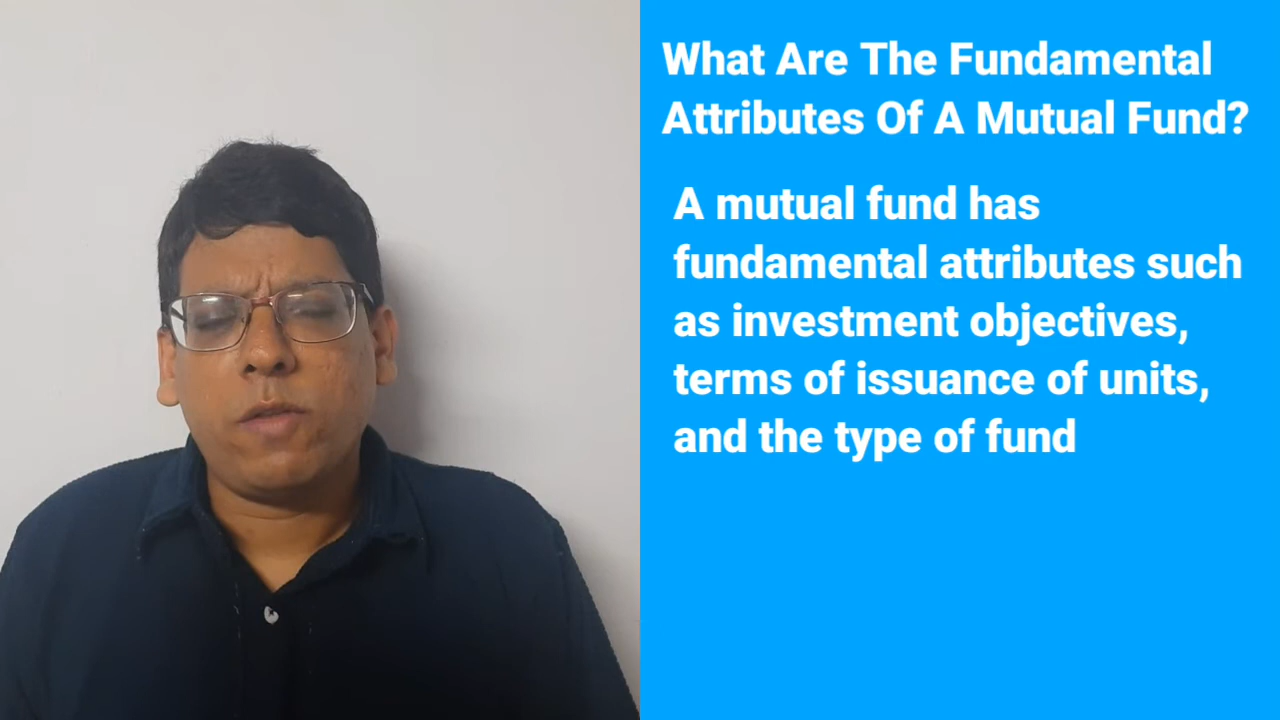 What Are The Fundamental
Attributes Of A Mutual Fund?
A mutual fund has
fundamental attributes such
as investment objectives,
terms of issuance of units,
and the type of fund